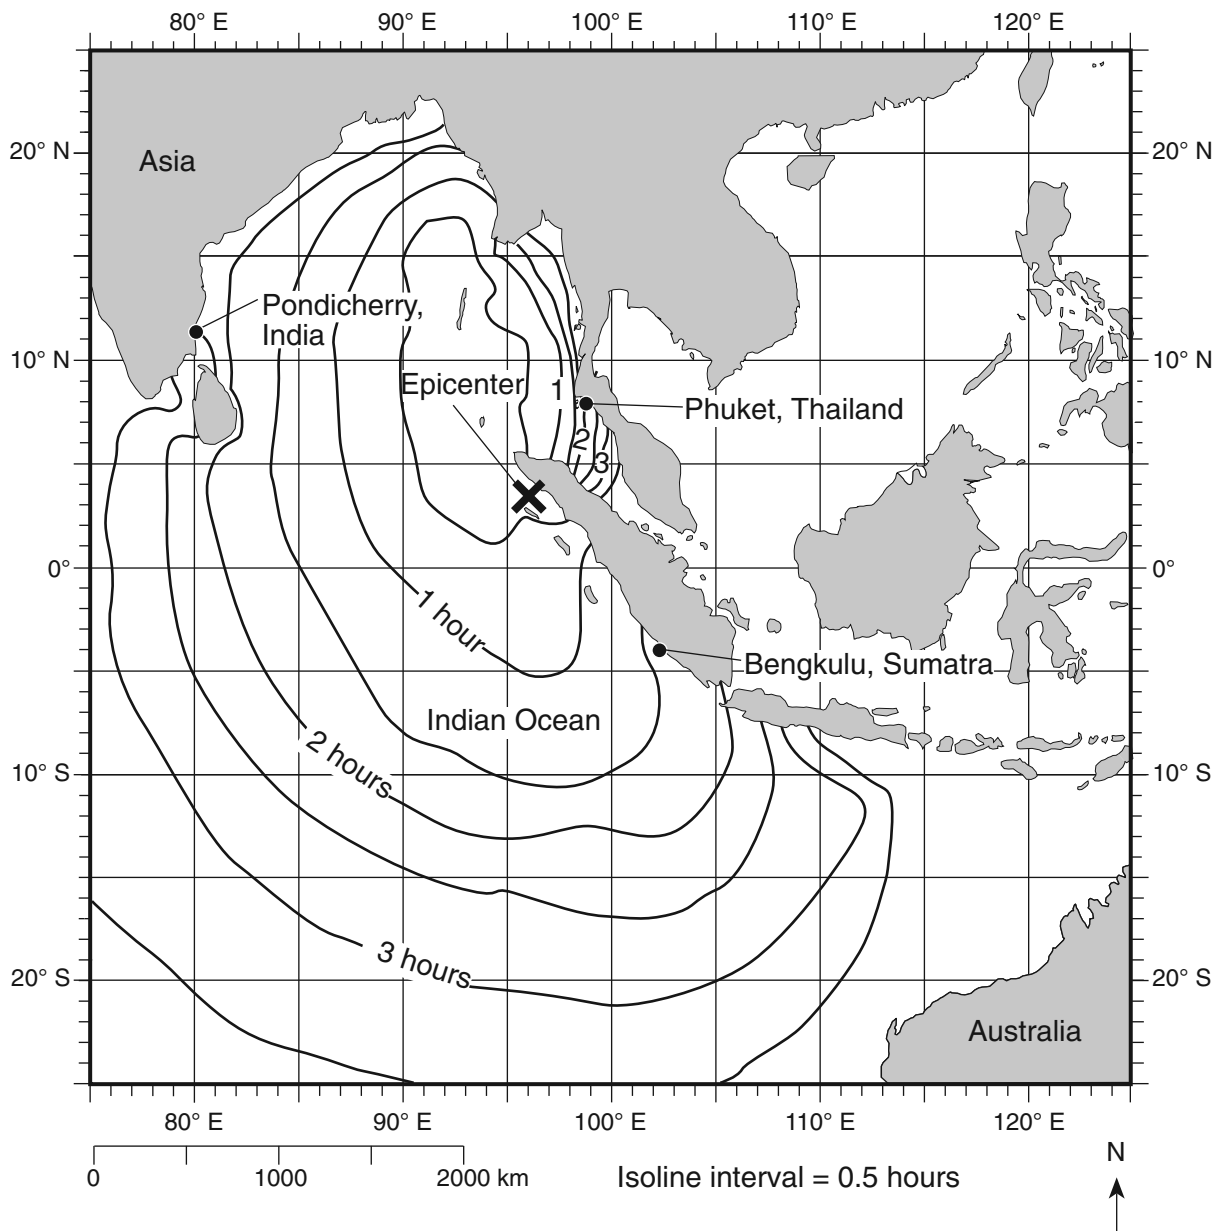 80° E 90° E 100° E 110° E 120° E
20° N 20° N
Asia
Pondicherry,
India
10° N 10° N
Epicenter
1
Phuket, Thailand
2
3
0° 0°
1 hour
Bengkulu, Sumatra
Indian Ocean
2 hours
10° S 10° S
3 hours
20° S 20° S
Australia
80° E 90° E 100° E 110° E 120° E
0 1000 2000 km
Isoline interval = 0.5 hours
N